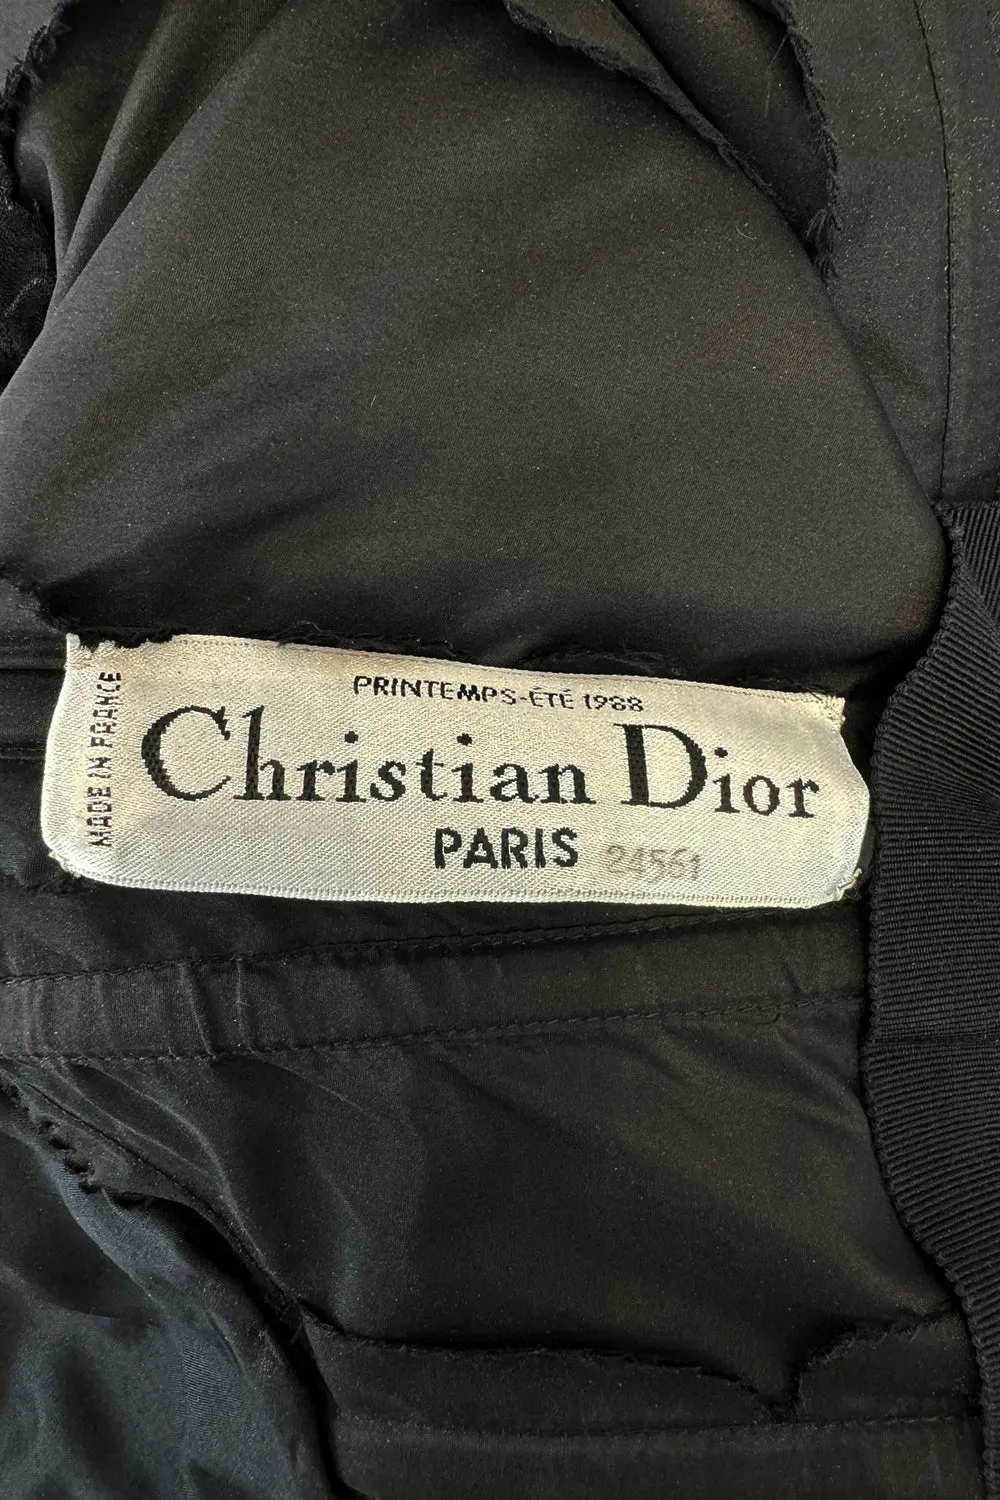 PRINTEMPS-ÉTÉ 1988
Christian Dior
PARIS 24561
MADE IN FRANCE